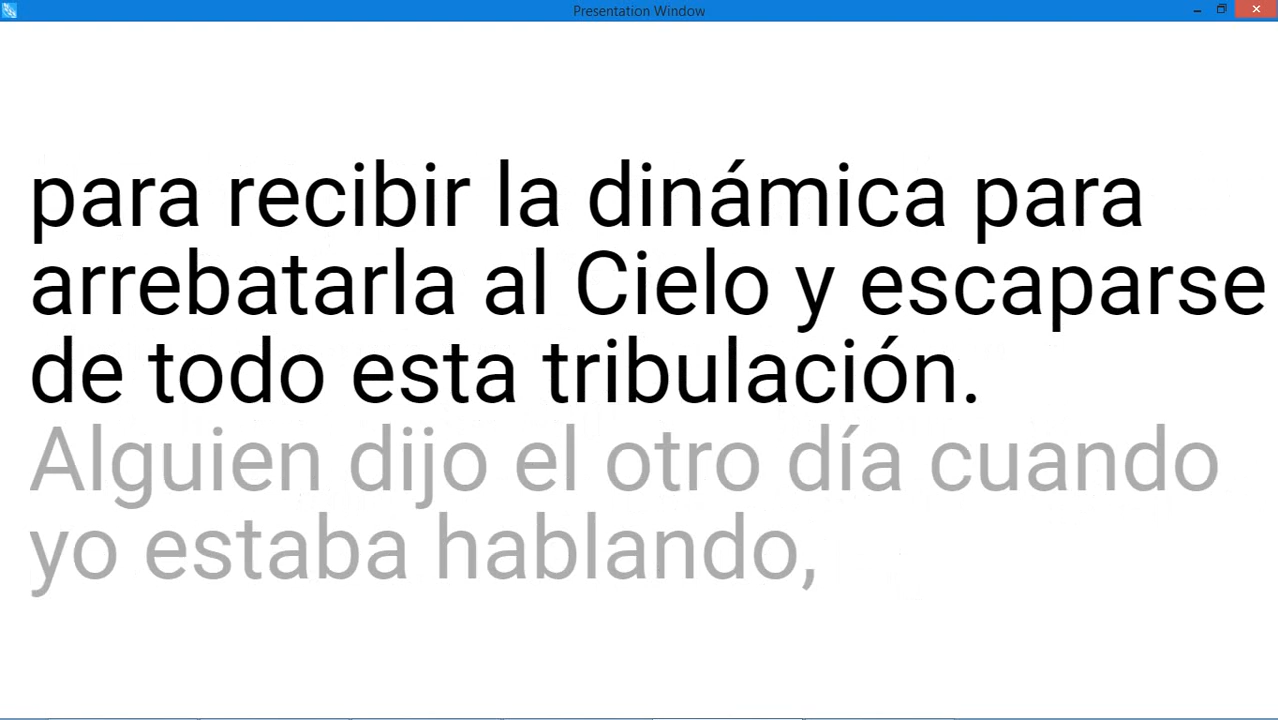 Presentation Window
para recibir la dinámica para
arrebatarla al Cielo y escaparse
de todo esta tribulación.
Alguien dijo el otro día cuando
yo estaba hablando,